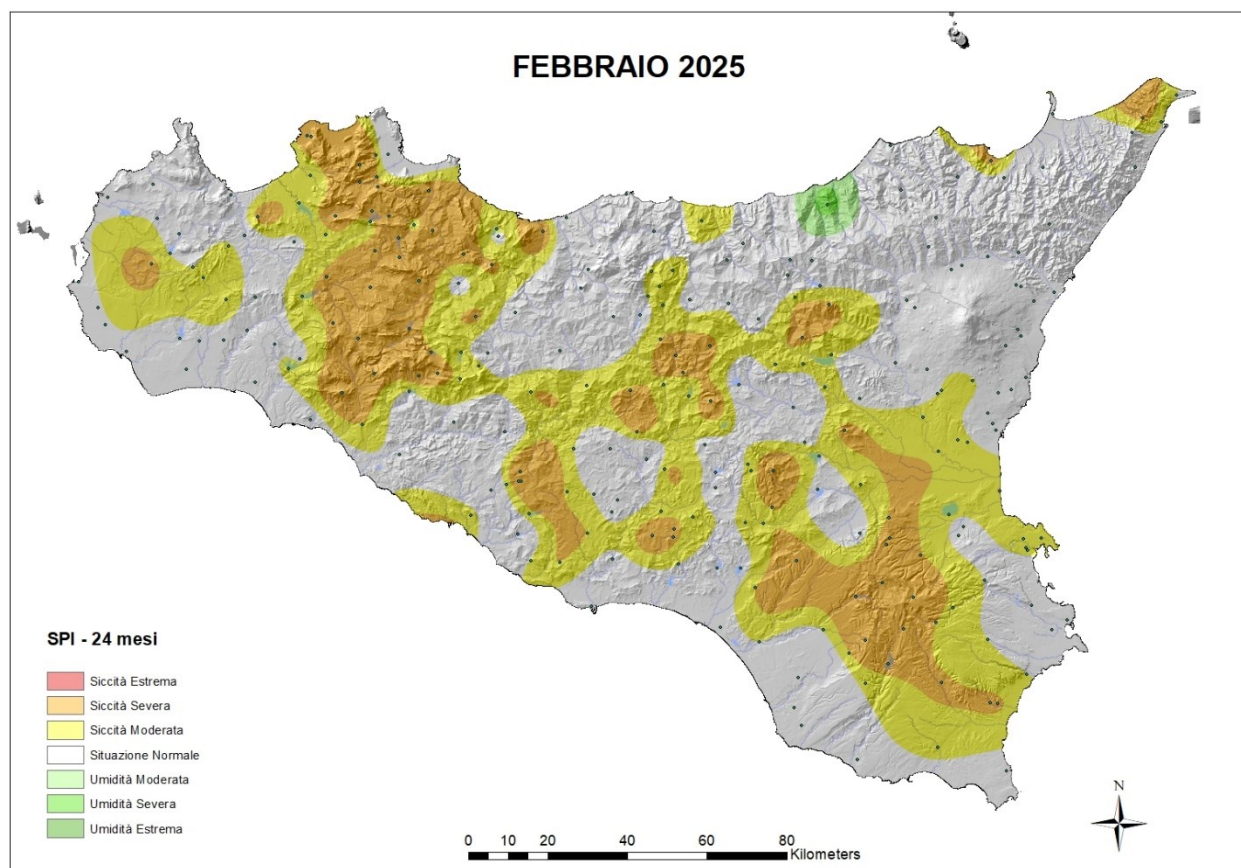 FEBBRAIO 2025
SPI - 24 mesi
Siccità Estrema
Siccità Severa
Siccità Moderata
Situazione Normale
Umidità Moderata
Umidità Severa
Umidità Estrema
N
0 10 20 40 60 80
Kilometers